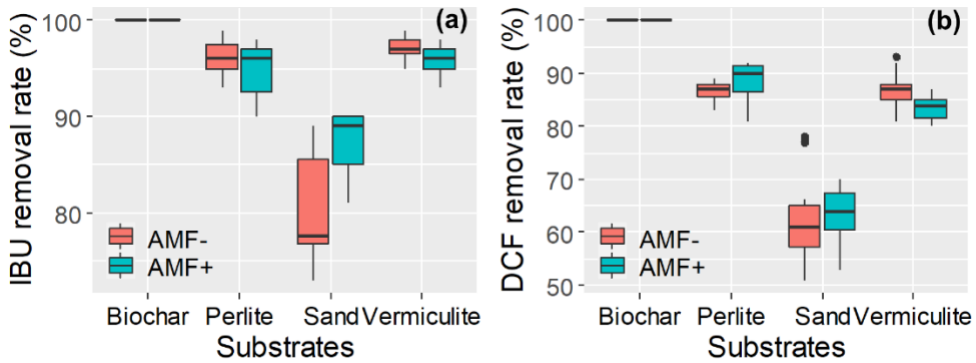 (a)
IBU removal rate (%)
100
90
80
AMF-
AMF+
Biochar Perlite Sand Vermiculite
Substrates
(b)
DCF removal rate (%)
100
90
80
70
60
50
AMF-
AMF+
Biochar Perlite Sand Vermiculite
Substrates